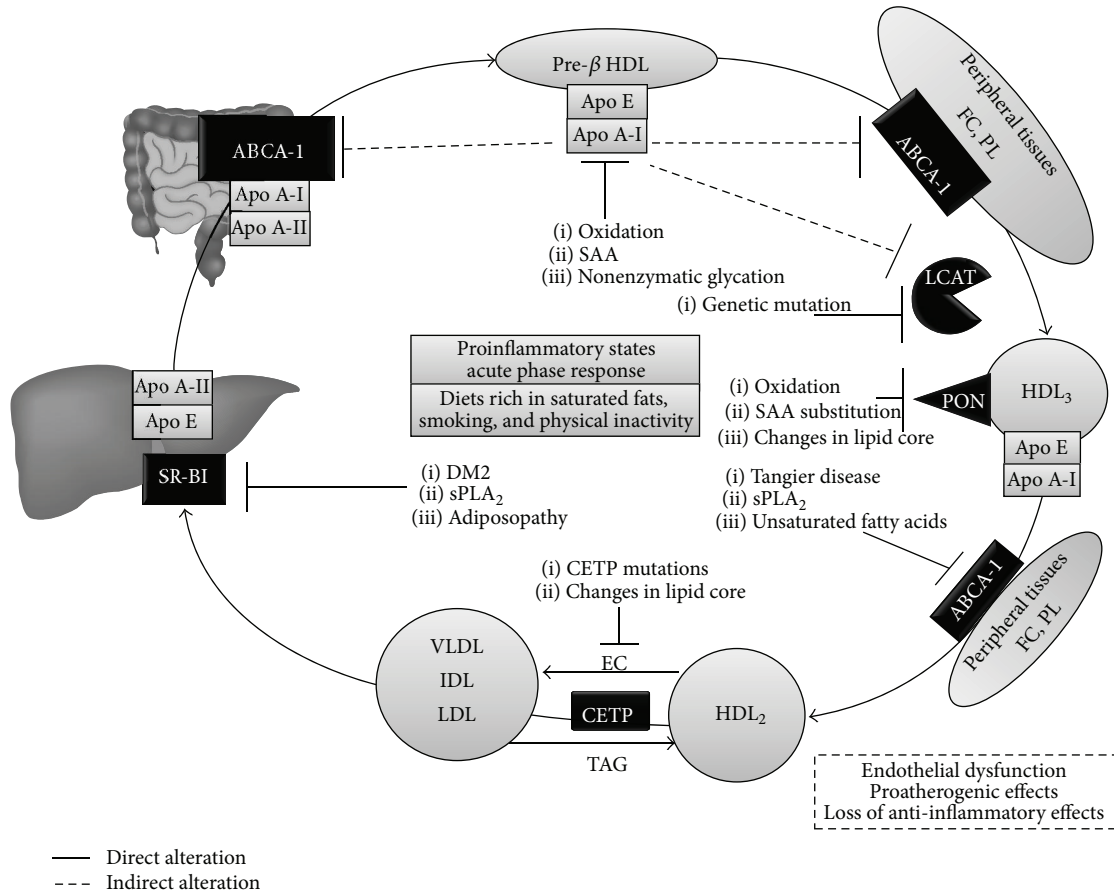 Pre-β HDL
Apo E
Apo A-I
Peripheral tissues
FC, PL
ABCA-1
ABCA-1
Apo A-I
Apo A-II
(i) Oxidation
(ii) SAA
(iii) Nonenzymatic glycation
LCAT
(i) Genetic mutation
Proinflammatory states
acute phase response
Diets rich in saturated fats,
smoking, and physical inactivity
(i) Oxidation
(ii) SAA substitution
(iii) Changes in lipid core
PON
HDL₃
Apo E
Apo A-I
Apo A-II
Apo E
SR-BI
(i) DM2
(ii) sPLA₂
(iii) Adiposopathy
(i) Tangier disease
(ii) sPLA₂
(iii) Unsaturated fatty acids
ABCA-1
Peripheral tissues
FC, PL
(i) CETP mutations
(ii) Changes in lipid core
VLDL
IDL
LDL
EC
CETP
TAG
HDL₂
Endothelial dysfunction
Proatherogenic effects
Loss of anti-inflammatory effects
Direct alteration
Indirect alteration